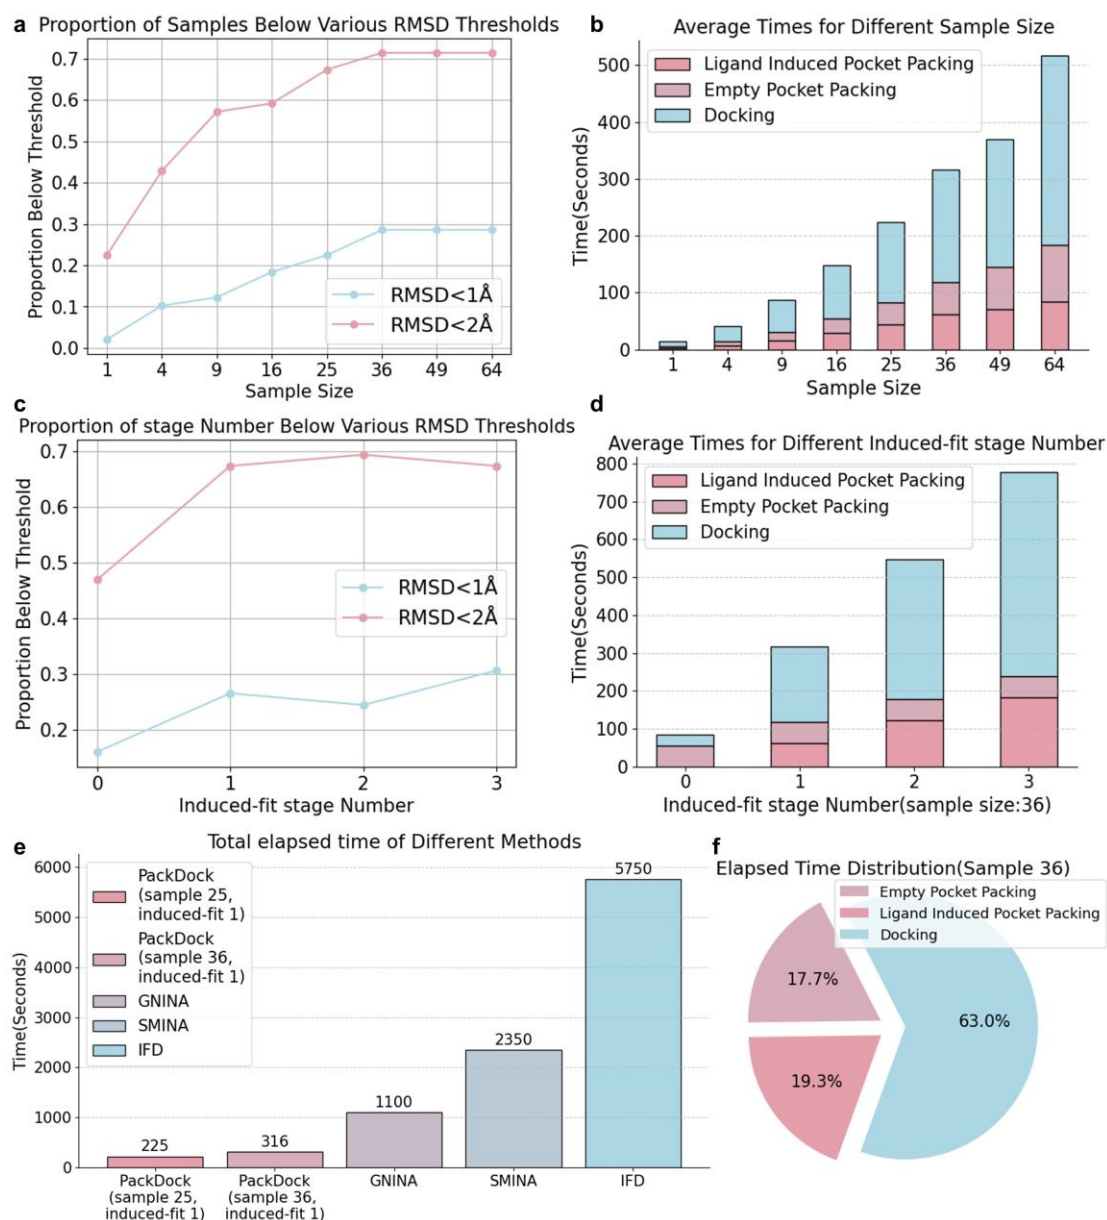 a Proportion of Samples Below Various RMSD Thresholds
Proportion Below Threshold
0.7
0.6
0.5
0.4
0.3
0.2
0.1
0.0
RMSD<1Å
RMSD<2Å
1 4 9 16 25 36 49 64
Sample Size
b Average Times for Different Sample Size
Time(Seconds)
500
400
300
200
100
0
Ligand Induced Pocket Packing
Empty Pocket Packing
Docking
1 4 9 16 25 36 49 64
Sample Size
c
Proportion of stage Number Below Various RMSD Thresholds
Proportion Below Threshold
0.7
0.6
0.5
0.4
0.3
0.2
RMSD<1Å
RMSD<2Å
0 1 2 3
Induced-fit stage Number
d
Average Times for Different Induced-fit stage Number
Time(Seconds)
800
700
600
500
400
300
200
100
0
Ligand Induced Pocket Packing
Empty Pocket Packing
Docking
0 1 2 3
Induced-fit stage Number(sample size:36)
e Total elapsed time of Different Methods
Time(Seconds)
6000
5000
4000
3000
2000
1000
0
PackDock
(sample 25,
induced-fit 1)
PackDock
(sample 36,
induced-fit 1)
GNINA
SMINA
IFD
225
316
1100
2350
5750
PackDock
(sample 25,
induced-fit 1)
PackDock
(sample 36,
induced-fit 1)
GNINA
SMINA
IFD
f
Elapsed Time Distribution(Sample 36)
Empty Pocket Packing
Ligand Induced Pocket Packing
Docking
17.7%
63.0%
19.3%